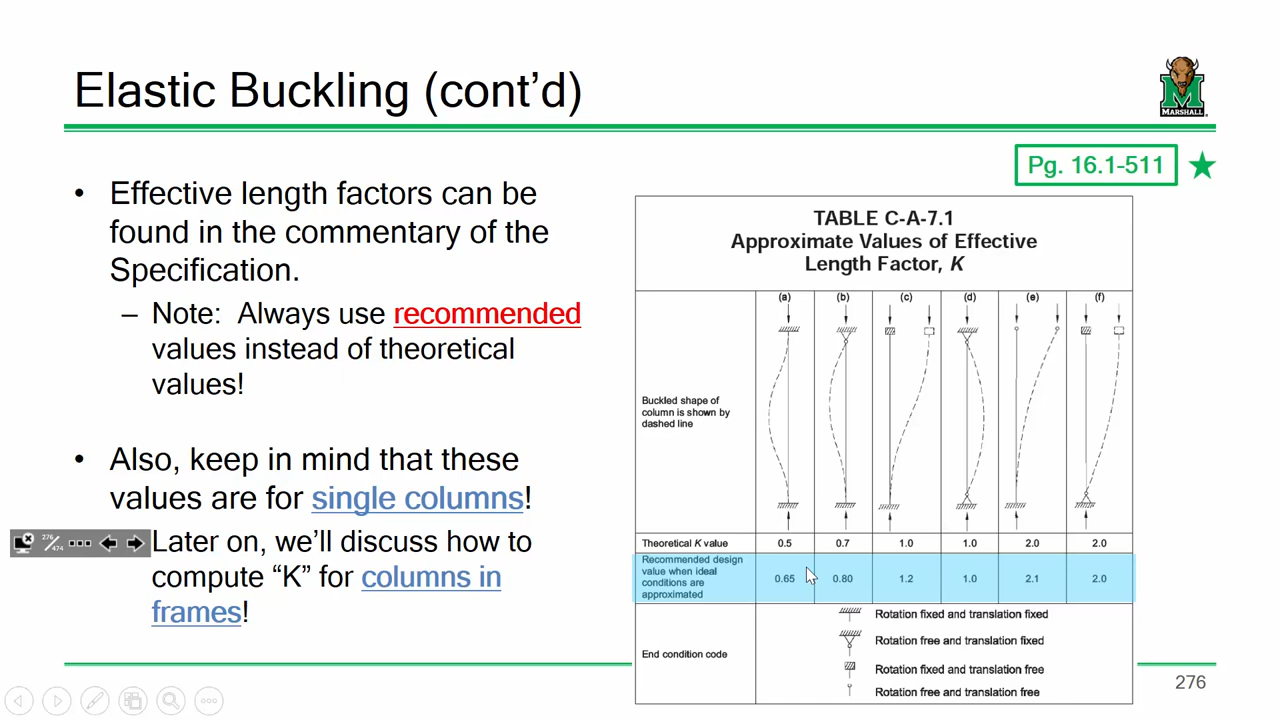 Elastic Buckling (cont’d)
MARSHALL
Pg. 16.1-511
• Effective length factors can be
found in the commentary of the
Specification.
– Note: Always use recommended
values instead of theoretical
values!
• Also, keep in mind that these
values are for single columns!
Later on, we’ll discuss how to
compute “K” for columns in
frames!
276/474
TABLE C-A-7.1
Approximate Values of Effective
Length Factor, K
(a) (b) (c) (d) (e) (f)
Buckled shape of
column is shown by
dashed line
Theoretical K value 0.5 0.7 1.0 1.0 2.0 2.0
Recommended design
value when ideal
conditions are
approximated
0.65 0.80 1.2 1.0 2.1 2.0
End condition code
Rotation fixed and translation fixed
Rotation free and translation fixed
Rotation fixed and translation free
Rotation free and translation free
276